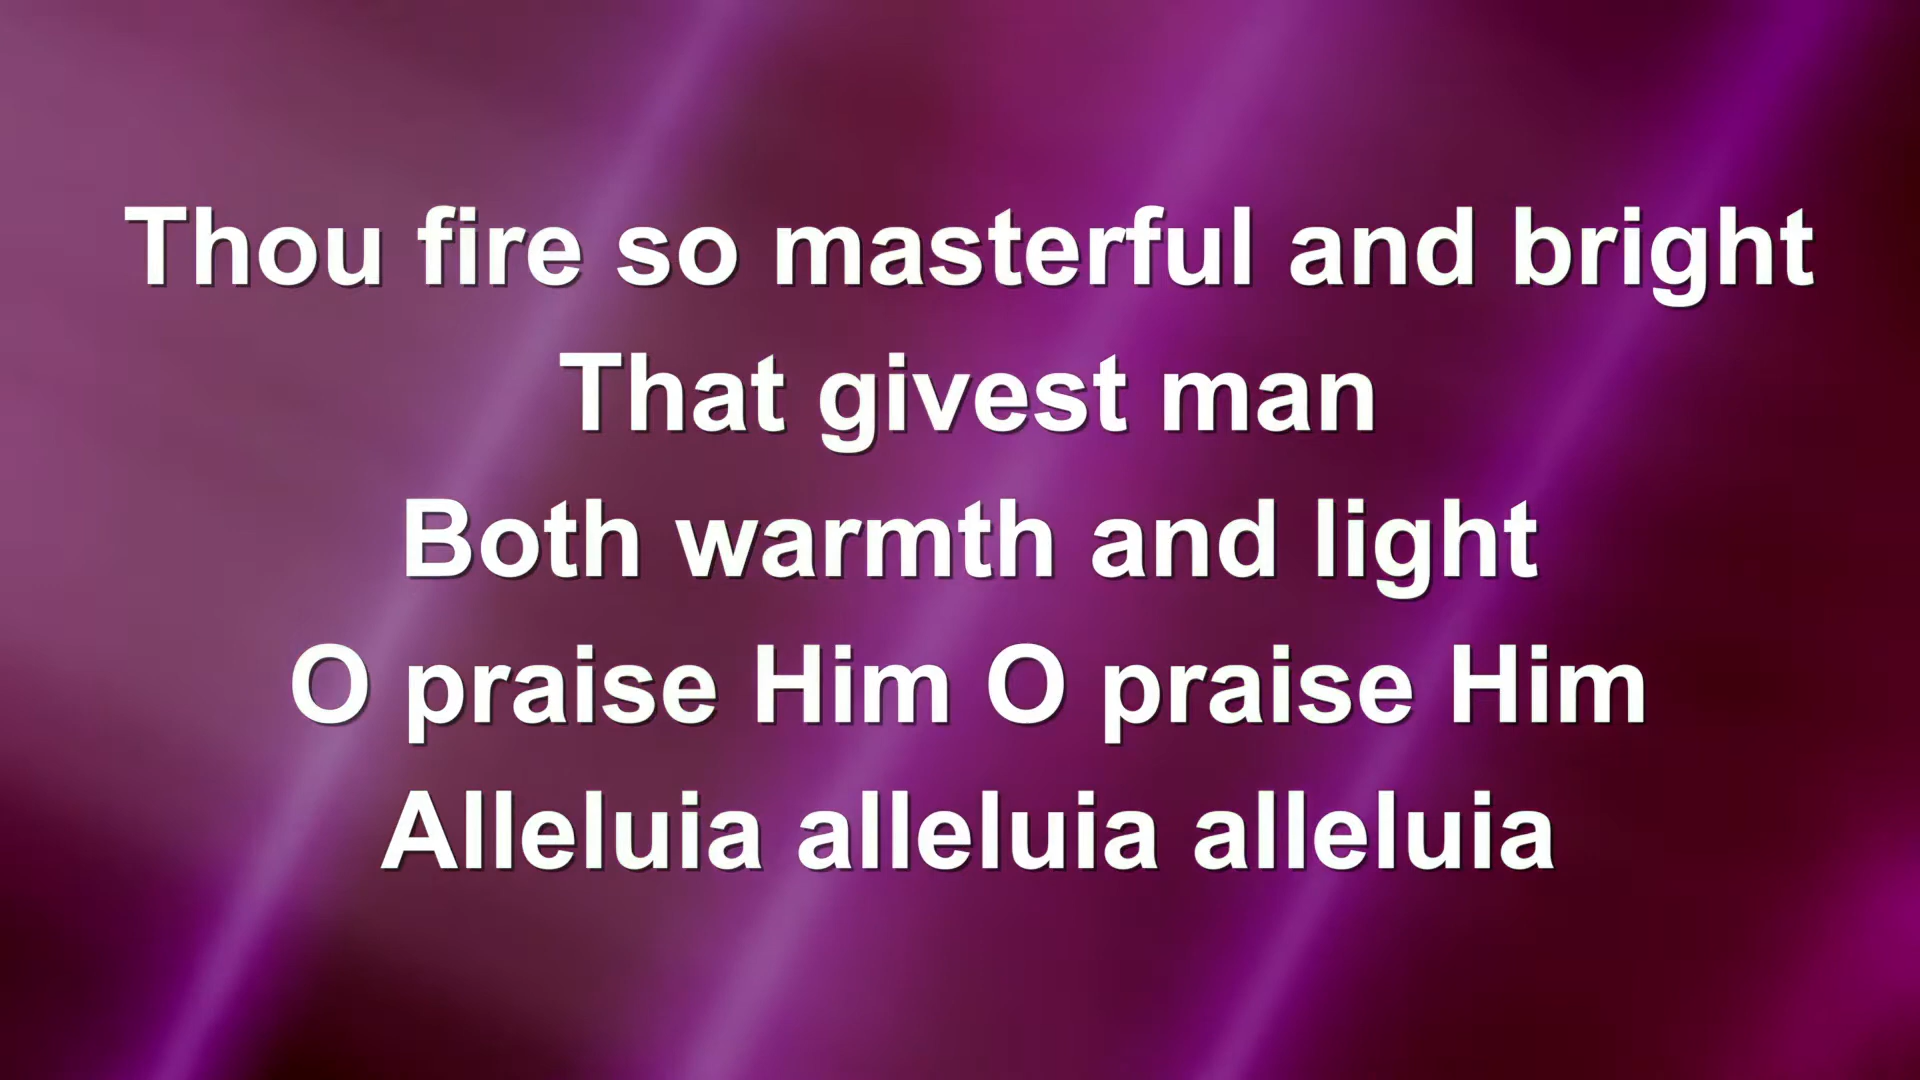 Thou fire so masterful and bright
That givest man
Both warmth and light
O praise Him O praise Him
Alleluia alleluia alleluia